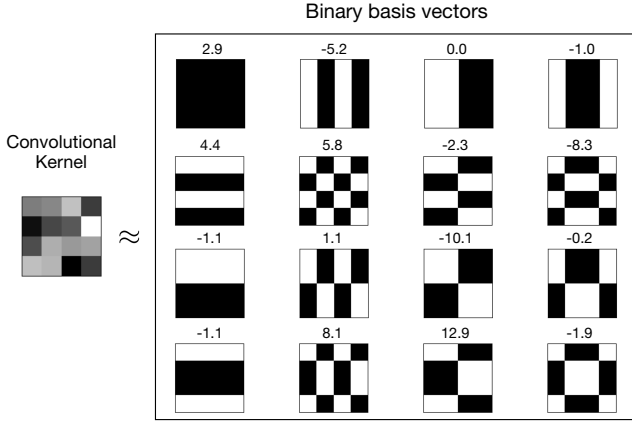 Binary basis vectors
2.9 -5.2 0.0 -1.0
Convolutional
Kernel
4.4 5.8 -2.3 -8.3
≈
-1.1 1.1 -10.1 -0.2
-1.1 8.1 12.9 -1.9